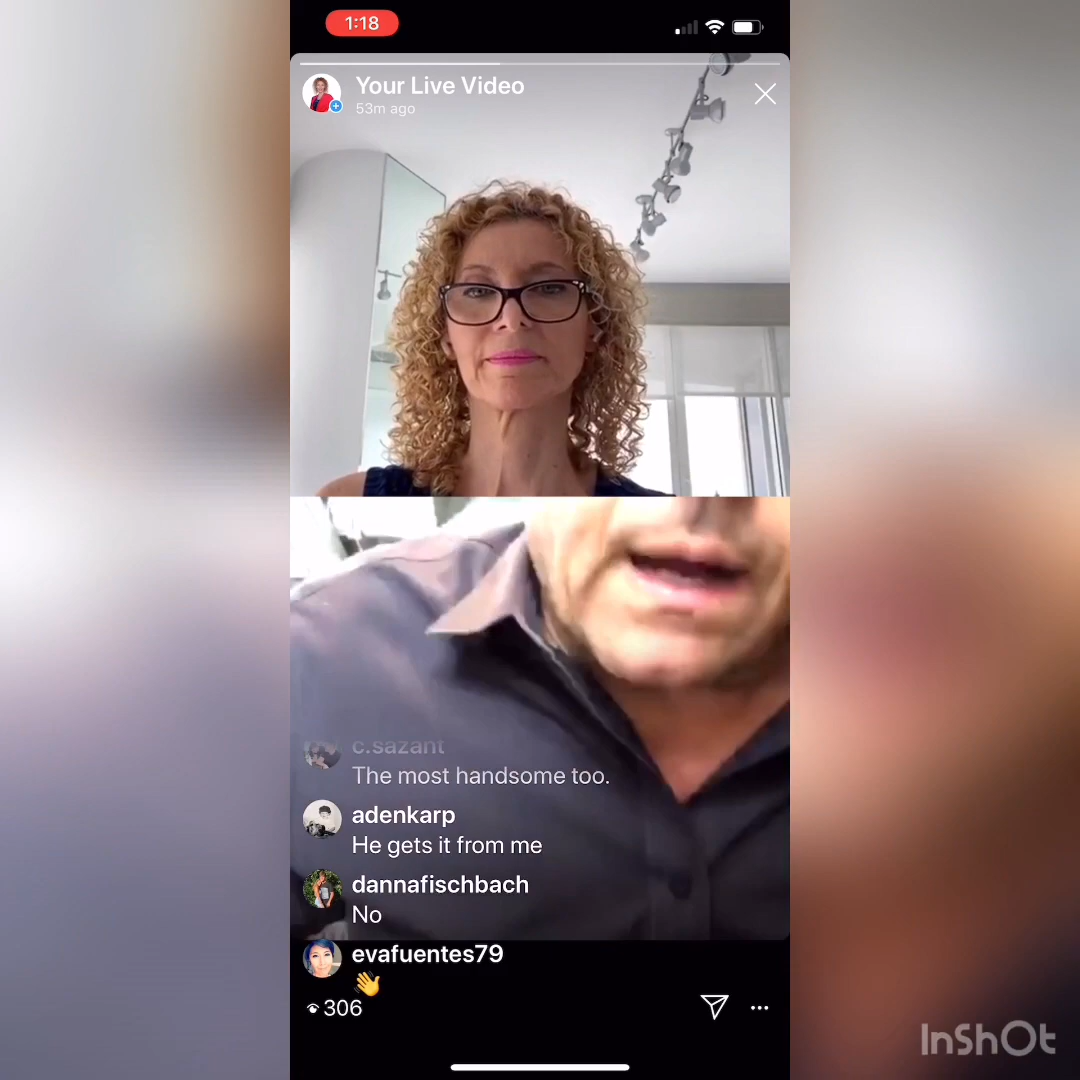 1:18
Your Live Video
53m ago
c.sazant
The most handsome too.
adenkarp
He gets it from me
dannafischbach
No
evafuentes79
👋
306
InShOt